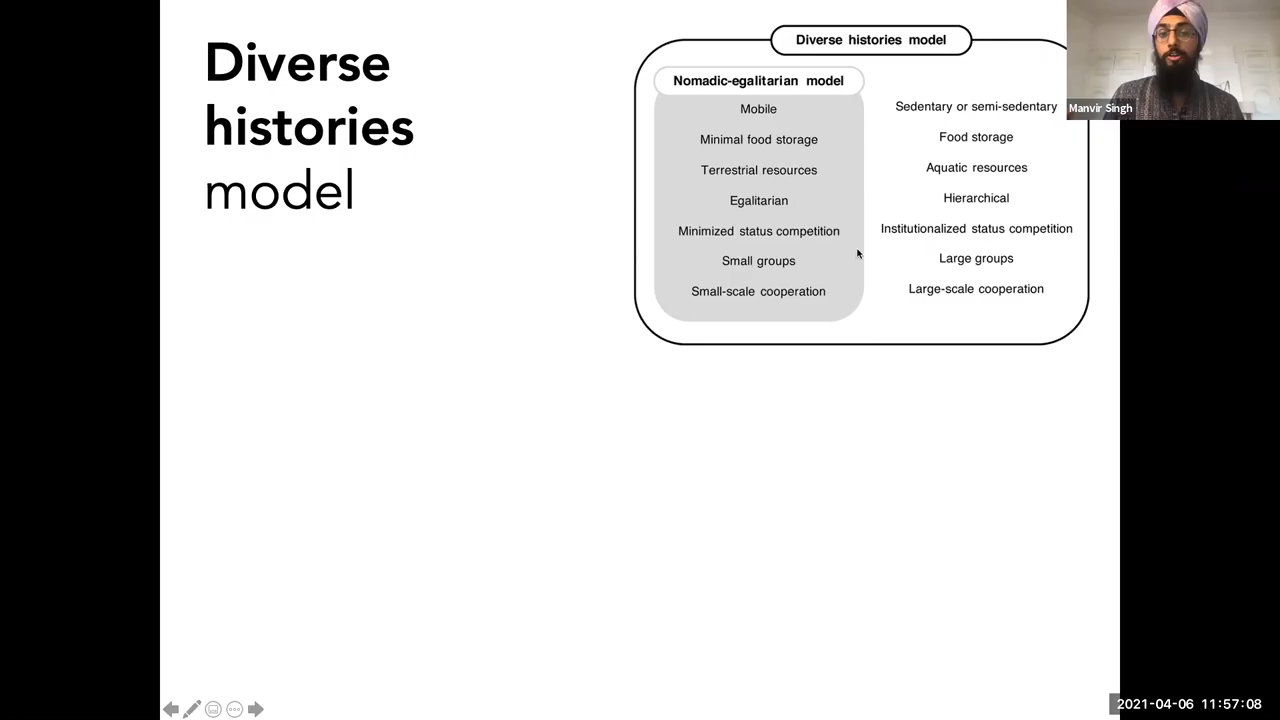 Diverse
histories
model
Diverse histories model
Nomadic-egalitarian model
Mobile
Minimal food storage
Terrestrial resources
Egalitarian
Minimized status competition
Small groups
Small-scale cooperation
Sedentary or semi-sedentary
Food storage
Aquatic resources
Hierarchical
Institutionalized status competition
Large groups
Large-scale cooperation
Manvir Singh
2021-04-06 11:57:08